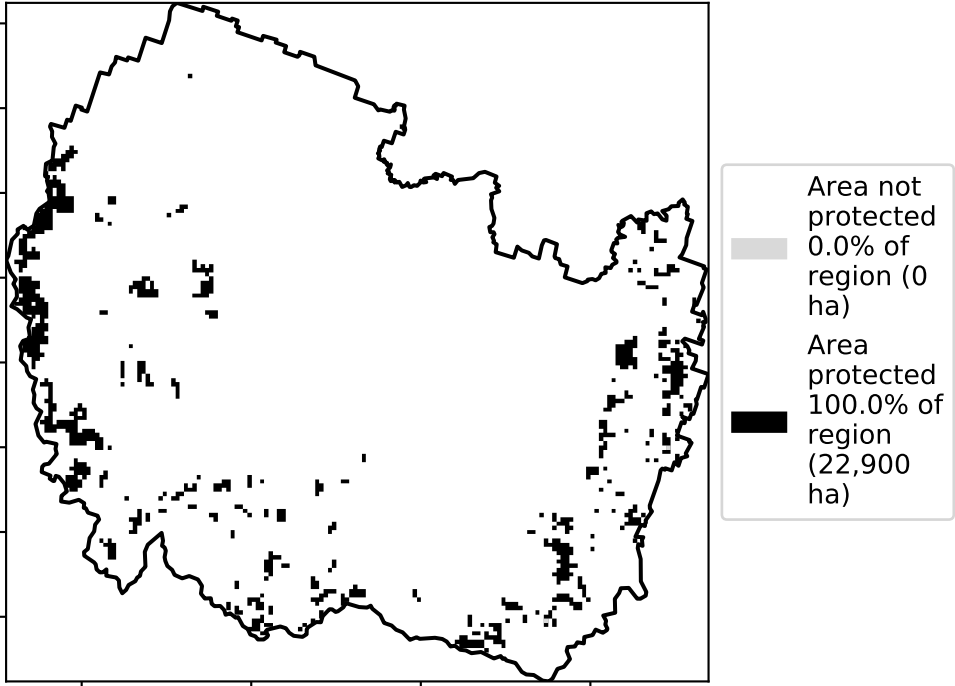 Area not
protected
0.0% of
region (0
ha)
Area
protected
100.0% of
region
(22,900
ha)